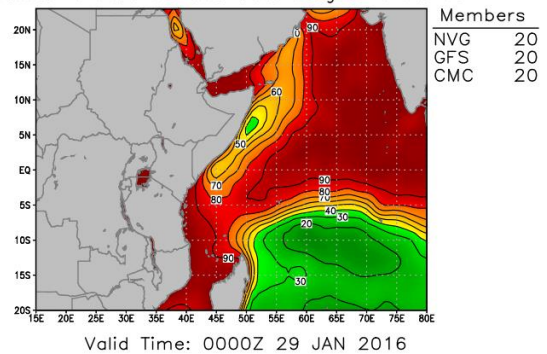 Members
NVG 20
GFS 20
CMC 20
20N
15N
10N
5N
EQ
5S
10S
15S
20S
0
90
60
50
70
80
90
80
70
40
30
20
90
30
15E 20E 25E 30E 35E 40E 45E 50E 55E 60E 65E 70E 75E 80E
Valid Time: 0000Z 29 JAN 2016